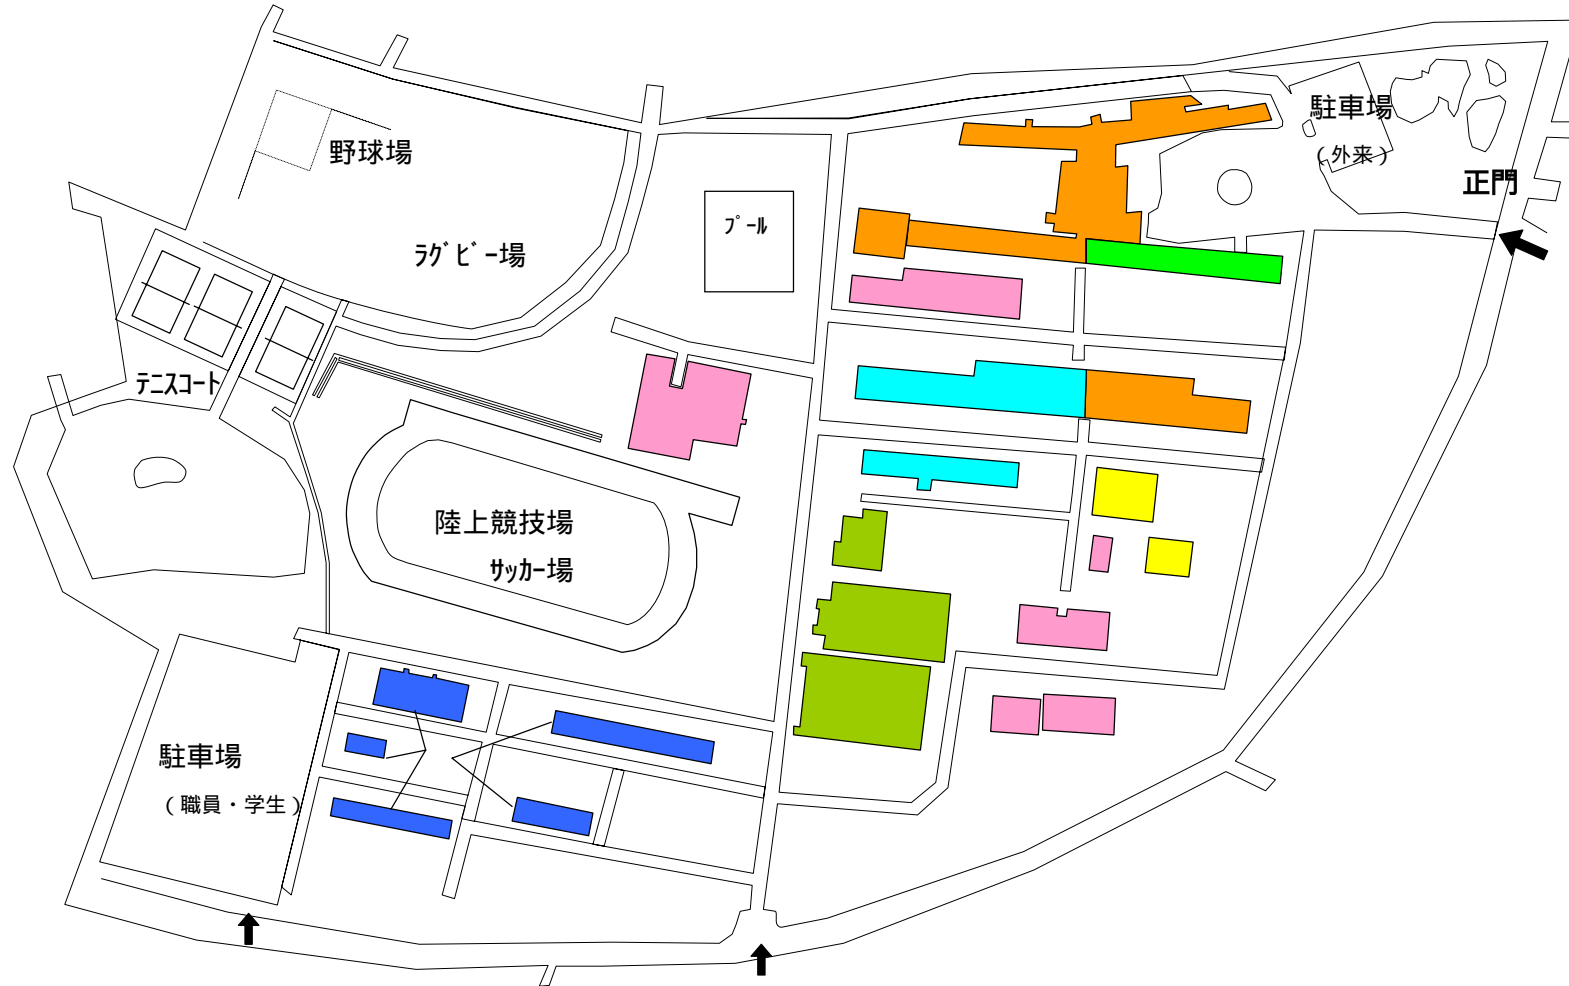 駐車場
（外来）
野球場
正門
ﾌﾟｰﾙ
ﾗｸﾞﾋﾞｰ場
ﾃﾆｽｺｰﾄ
陸上競技場
ｻｯｶｰ場
駐車場
（職員・学生）